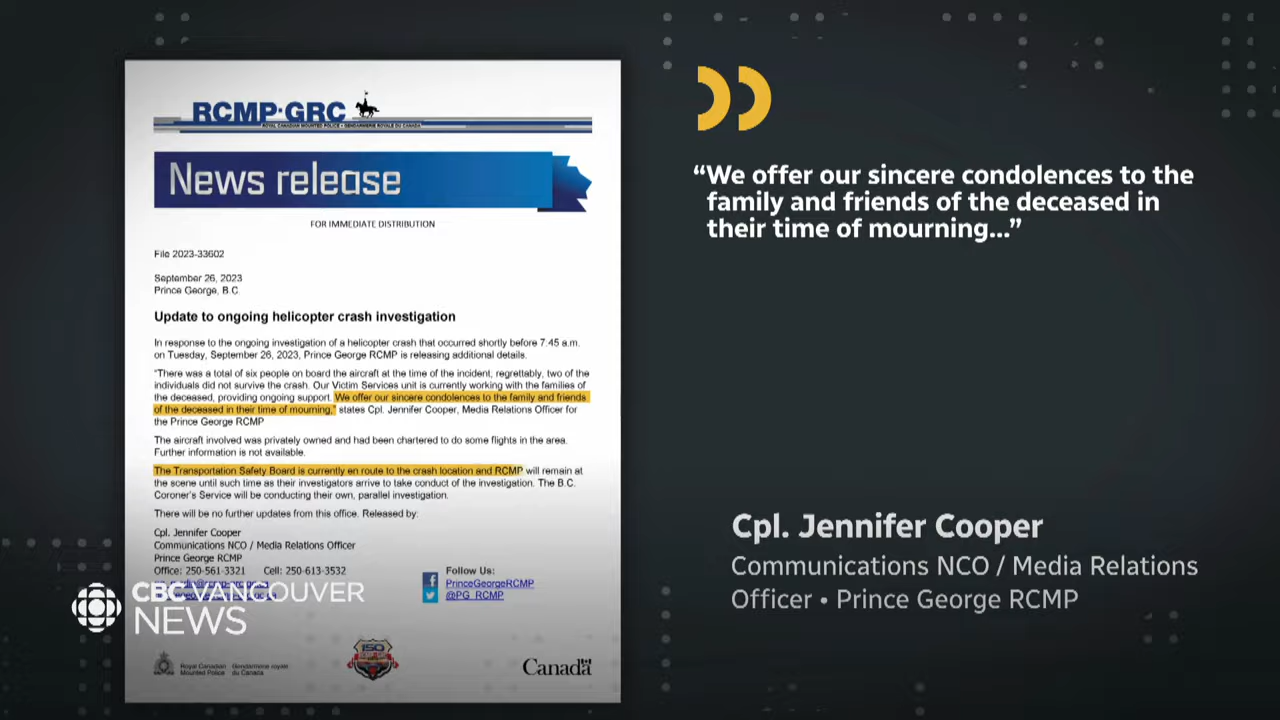 RCMP·GRC
ROYAL CANADIAN MOUNTED POLICE • GENDARMERIE ROYALE DU CANADA
News release
FOR IMMEDIATE DISTRIBUTION
File 2023-33602
September 26, 2023
Prince George, B.C.
Update to ongoing helicopter crash investigation
In response to the ongoing investigation of a helicopter crash that occurred shortly before 7:45 a.m.
on Tuesday, September 26, 2023, Prince George RCMP is releasing additional details.
"There was a total of six people on board the aircraft at the time of the incident, regrettably, two of the
individuals did not survive the crash. Our Victim Services unit is currently working with the families of
the deceased, providing ongoing support. We offer our sincere condolences to the family and friends
of the deceased in their time of mourning," states Cpl. Jennifer Cooper, Media Relations Officer for
the Prince George RCMP
The aircraft involved was privately owned and had been chartered to do some flights in the area.
Further information is not available.
The Transportation Safety Board is currently en route to the crash location and RCMP will remain at
the scene until such time as their investigators arrive to take conduct of the investigation. The B.C.
Coroner's Service will be conducting their own, parallel investigation.
There will be no further updates from this office. Released by:
Cpl. Jennifer Cooper
Communications NCO / Media Relations Officer
Prince George RCMP
Office: 250-561-3321 Cell: 250-613-3532
Follow Us:
PrinceGeorgeRCMP
@PG_RCMP
CBC VANCOUVER
NEWS
Royal Canadian Gendarmerie royale
Mounted Police du Canada
150
Canada
“We offer our sincere condolences to the
family and friends of the deceased in
their time of mourning...”
Cpl. Jennifer Cooper
Communications NCO / Media Relations
Officer • Prince George RCMP